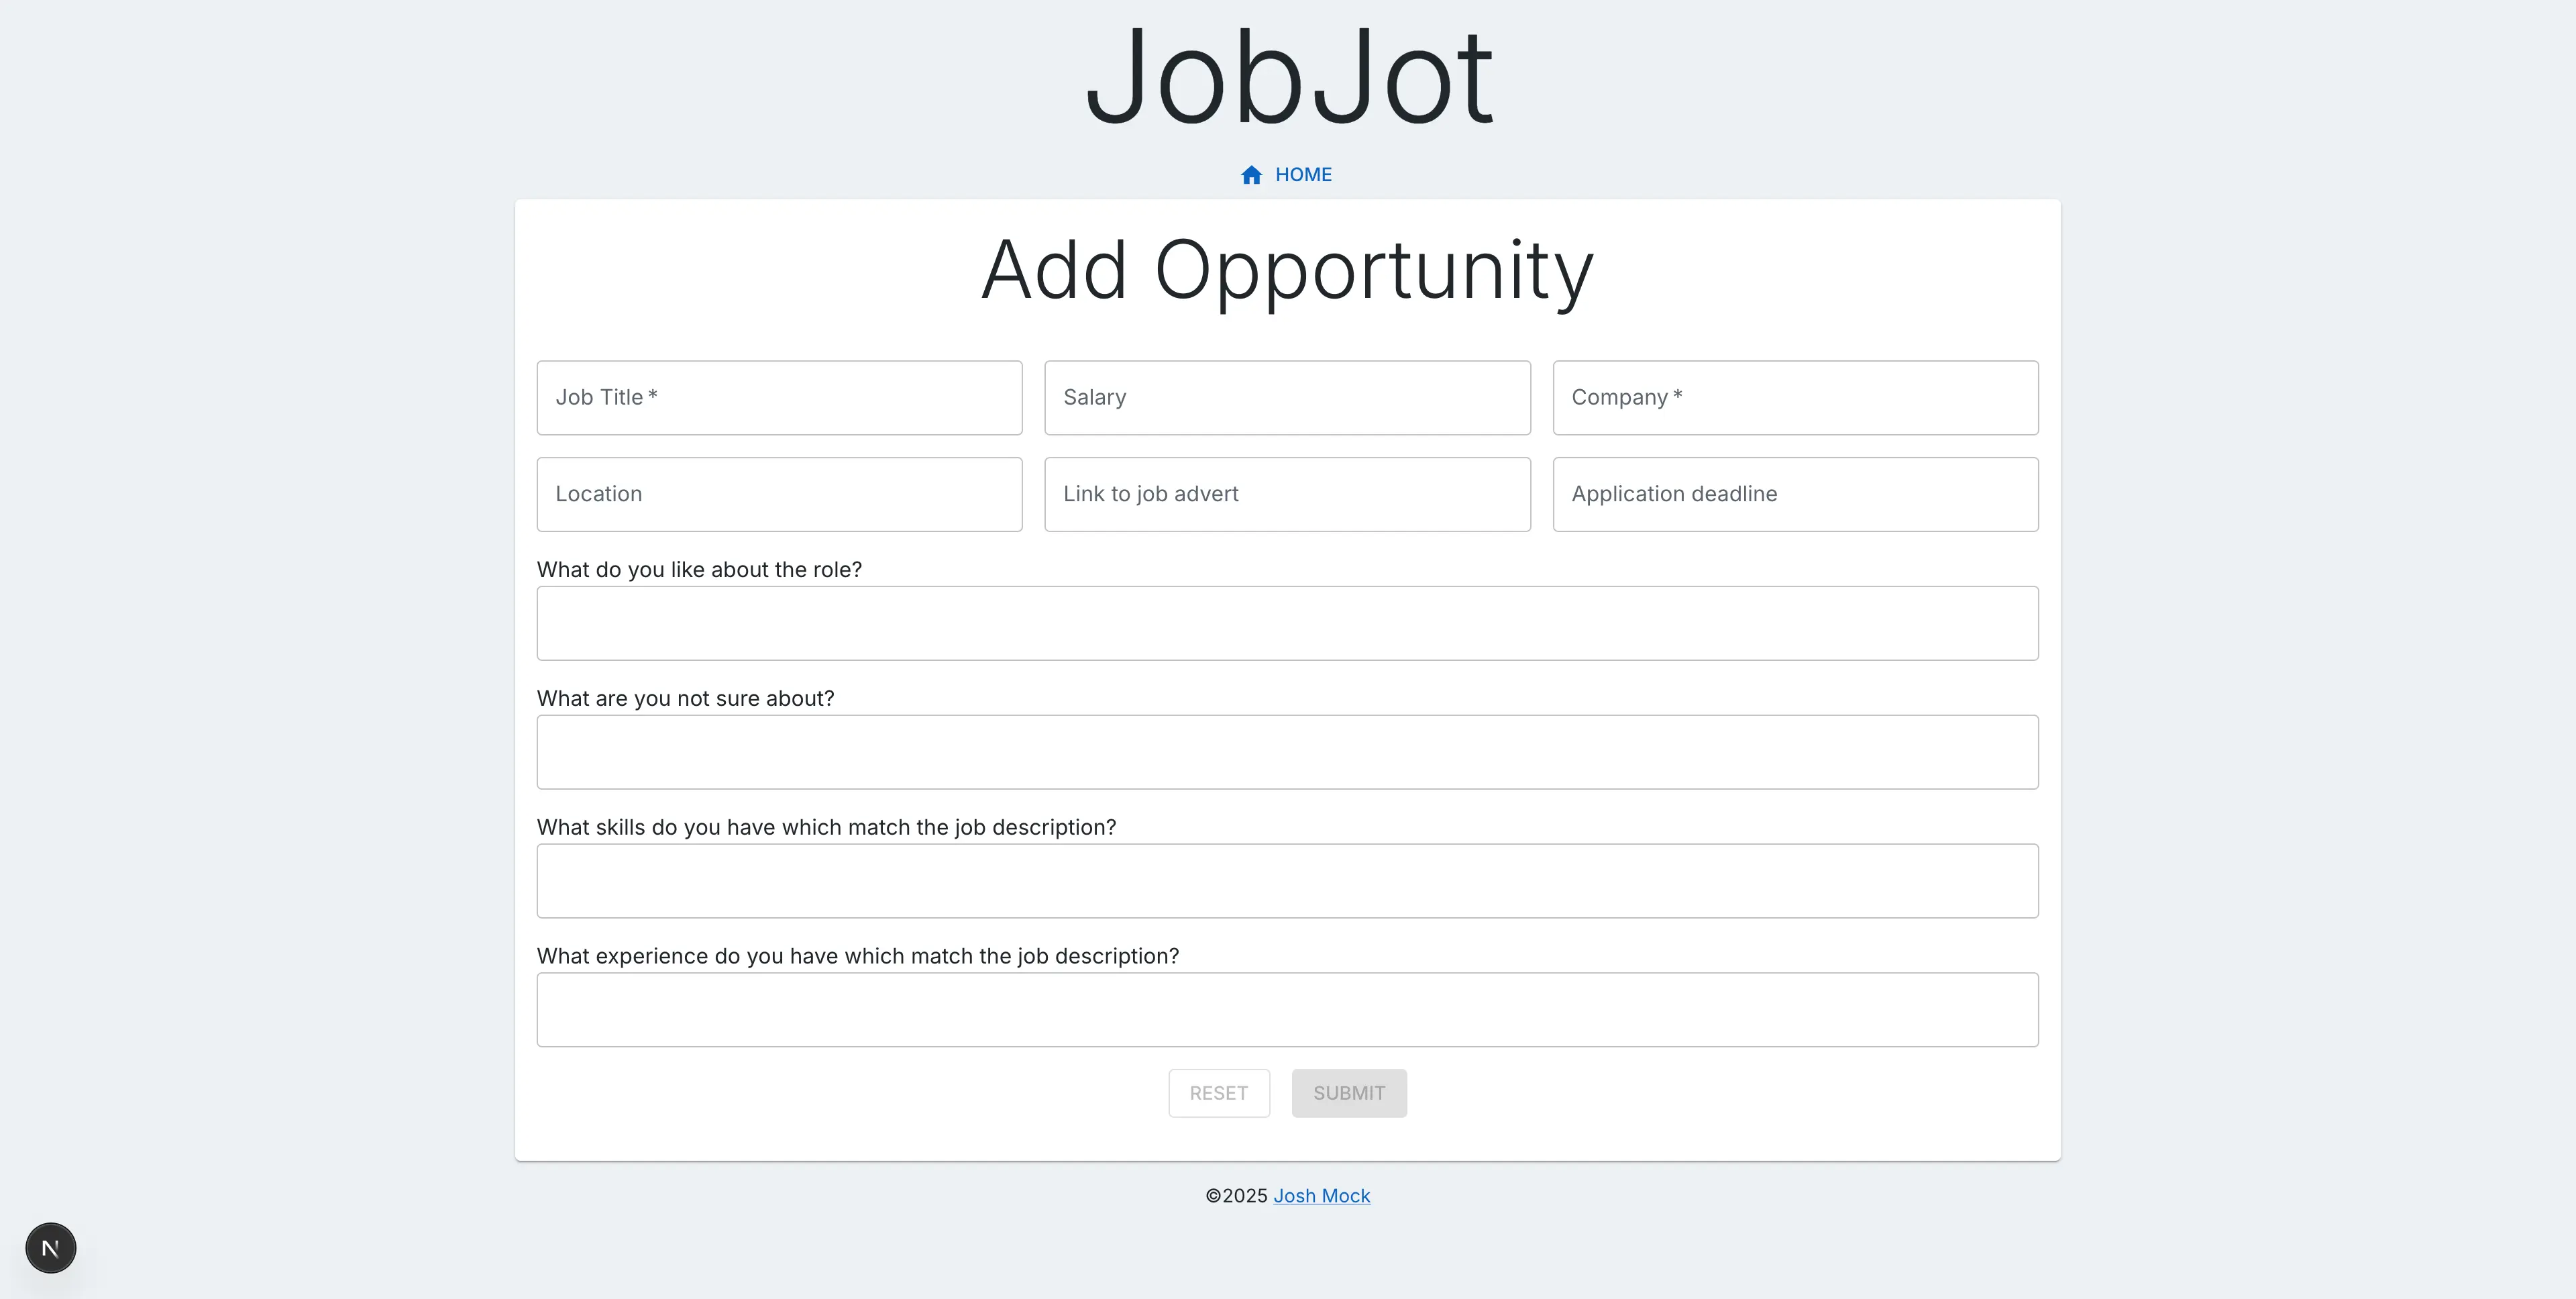 JobJot
HOME
Add Opportunity
Job Title *
Salary
Company *
Location
Link to job advert
Application deadline
What do you like about the role?
What are you not sure about?
What skills do you have which match the job description?
What experience do you have which match the job description?
RESET
SUBMIT
©2025 Josh Mock
N